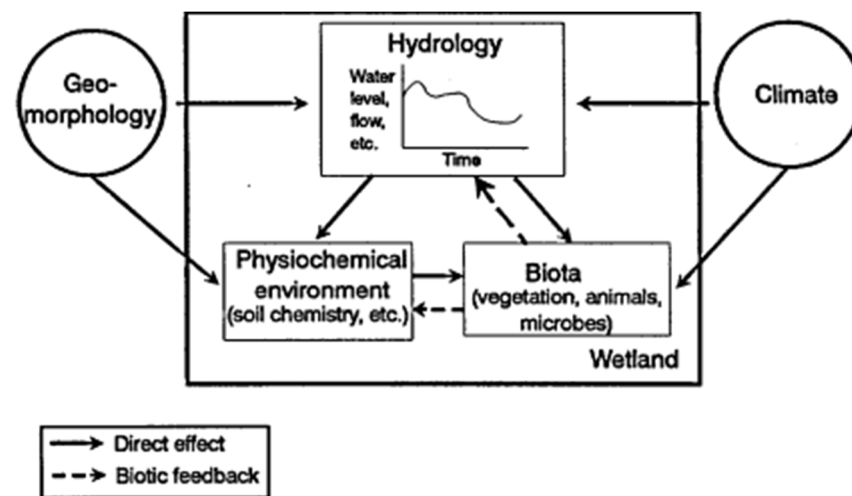 Hydrology
Water
level,
flow,
etc.
Time
Geo-
morphology
Climate
Physiochemical
environment
(soil chemistry, etc.)
Biota
(vegetation, animals,
microbes)
Wetland
Direct effect
Biotic feedback